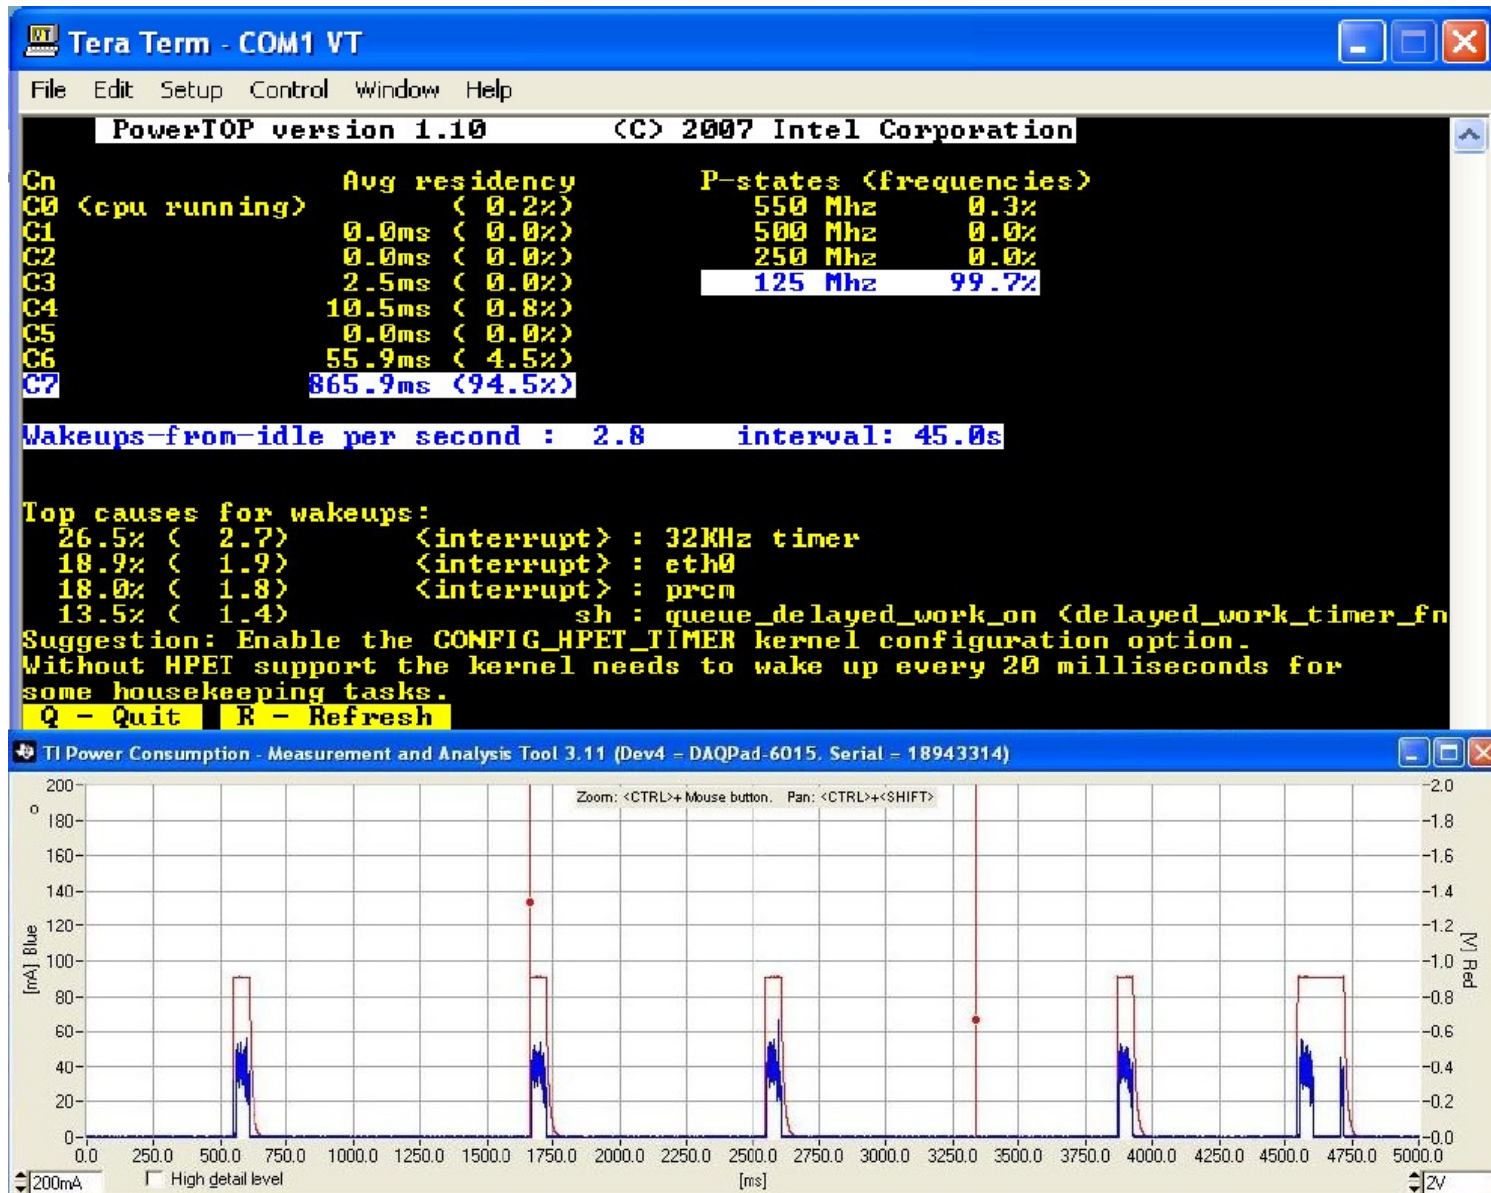 Tera Term - COM1 VT
File Edit Setup Control Window Help
PowerTOP version 1.10 (C) 2007 Intel Corporation
Cn Avg residency P-states (frequencies)
C0 (cpu running) ( 0.2%) 550 Mhz 0.3%
C1 0.0ms ( 0.0%) 500 Mhz 0.0%
C2 0.0ms ( 0.0%) 250 Mhz 0.0%
C3 2.5ms ( 0.0%) 125 Mhz 99.7%
C4 10.5ms ( 0.8%)
C5 0.0ms ( 0.0%)
C6 55.9ms ( 4.5%)
C7 865.9ms (94.5%)
Wakeups-from-idle per second : 2.8 interval: 45.0s
Top causes for wakeups:
26.5% ( 2.7) <interrupt> : 32KHz timer
18.9% ( 1.9) <interrupt> : eth0
18.0% ( 1.8) <interrupt> : prcm
13.5% ( 1.4) sh : queue_delayed_work_on (delayed_work_timer_fn
Suggestion: Enable the CONFIG_HPET_TIMER kernel configuration option.
Without HPET support the kernel needs to wake up every 20 milliseconds for
some housekeeping tasks.
Q - Quit R - Refresh
TI Power Consumption - Measurement and Analysis Tool 3.11 (Dev4 = DAQPad-6015. Serial = 18943314)
Zoom: <CTRL>+ Mouse button. Pan: <CTRL>+<SHIFT>
200 2.0
180 1.8
160 1.6
140 1.4
120 1.2
100 1.0
80 0.8
60 0.6
40 0.4
20 0.2
0 0.0
[mA] Blue
[V] Red
0.0 250.0 500.0 750.0 1000.0 1250.0 1500.0 1750.0 2000.0 2250.0 2500.0 2750.0 3000.0 3250.0 3500.0 3750.0 4000.0 4250.0 4500.0 4750.0 5000.0
200mA High detail level [ms] 2V